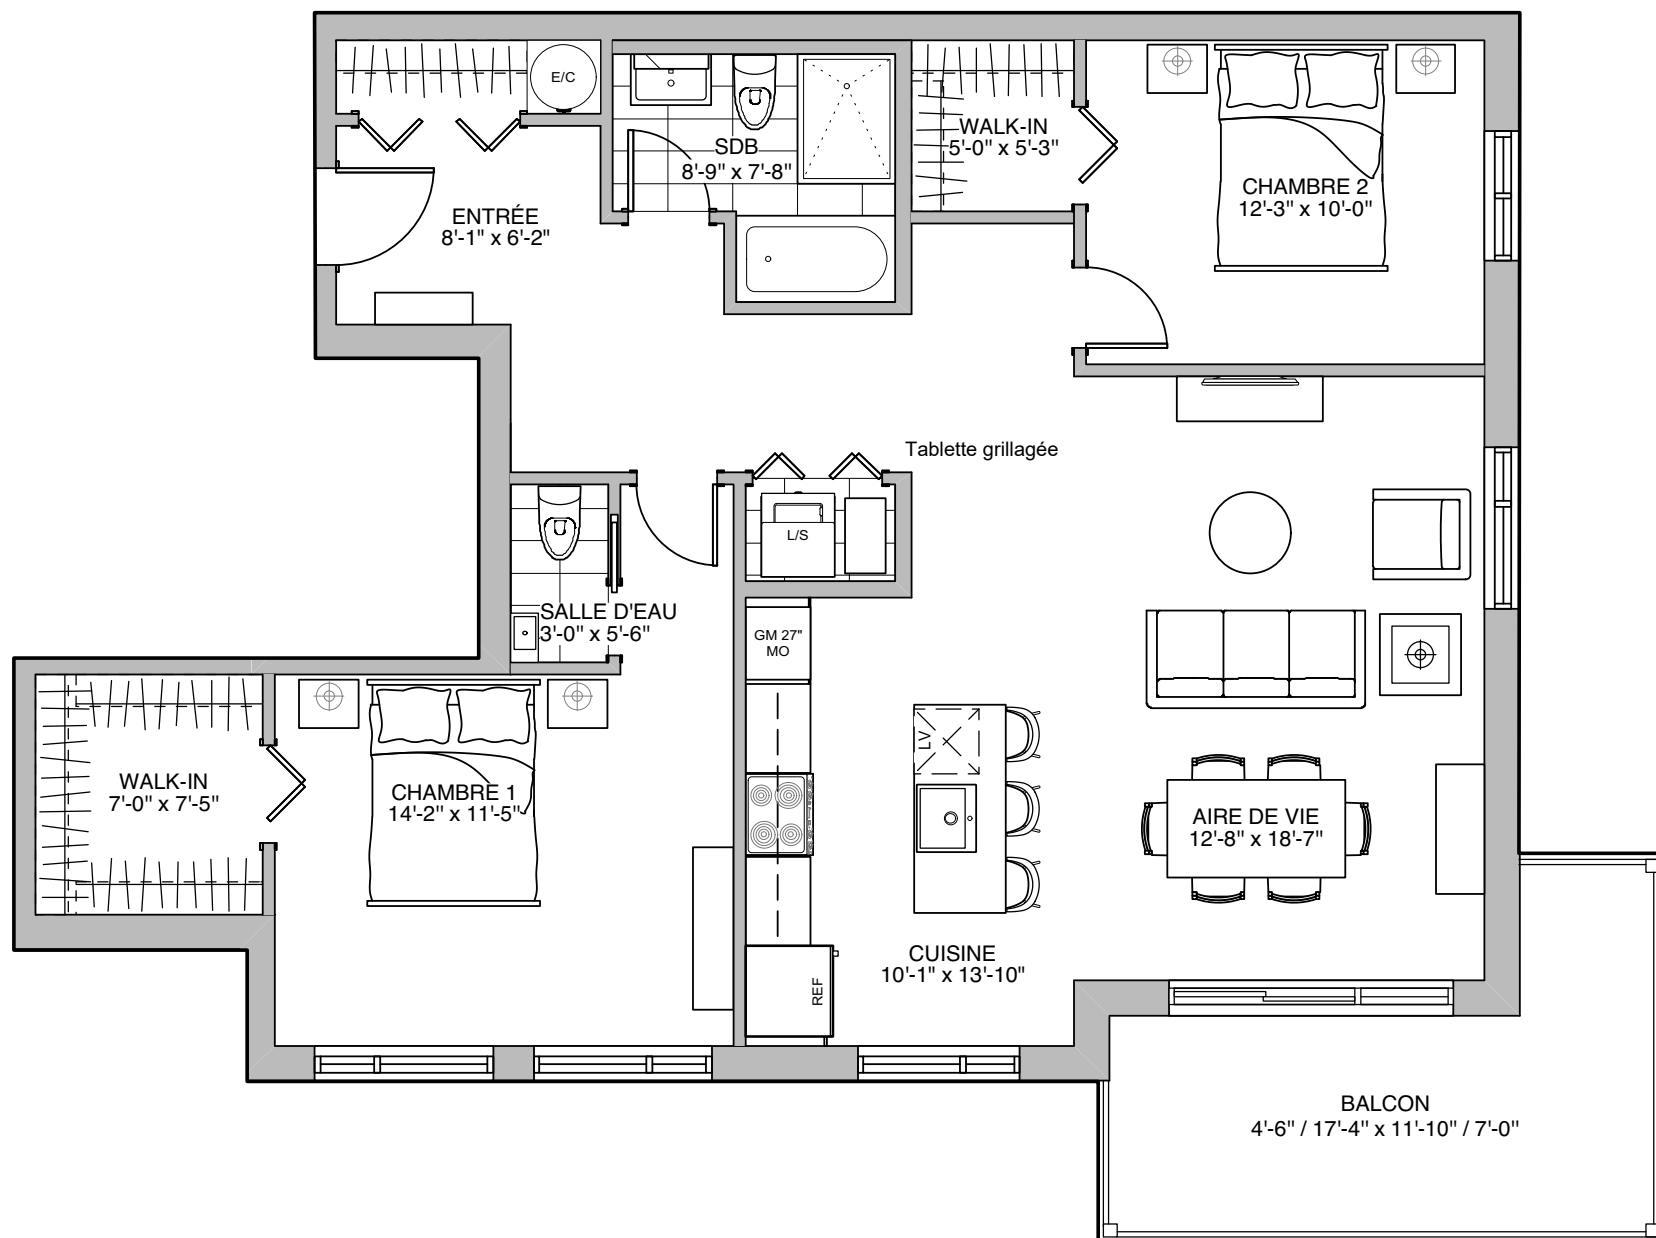 E/C
SDB
8'-9" x 7'-8"
WALK-IN
5'-0" x 5'-3"
CHAMBRE 2
12'-3" x 10'-0"
ENTRÉE
8'-1" x 6'-2"
Tablette grillagée
L/S
SALLE D'EAU
3'-0" x 5'-6"
GM 27"
MO
LV
WALK-IN
7'-0" x 7'-5"
CHAMBRE 1
14'-2" x 11'-5"
AIRE DE VIE
12'-8" x 18'-7"
CUISINE
10'-1" x 13'-10"
REF
BALCON
4'-6" / 17'-4" x 11'-10" / 7'-0"